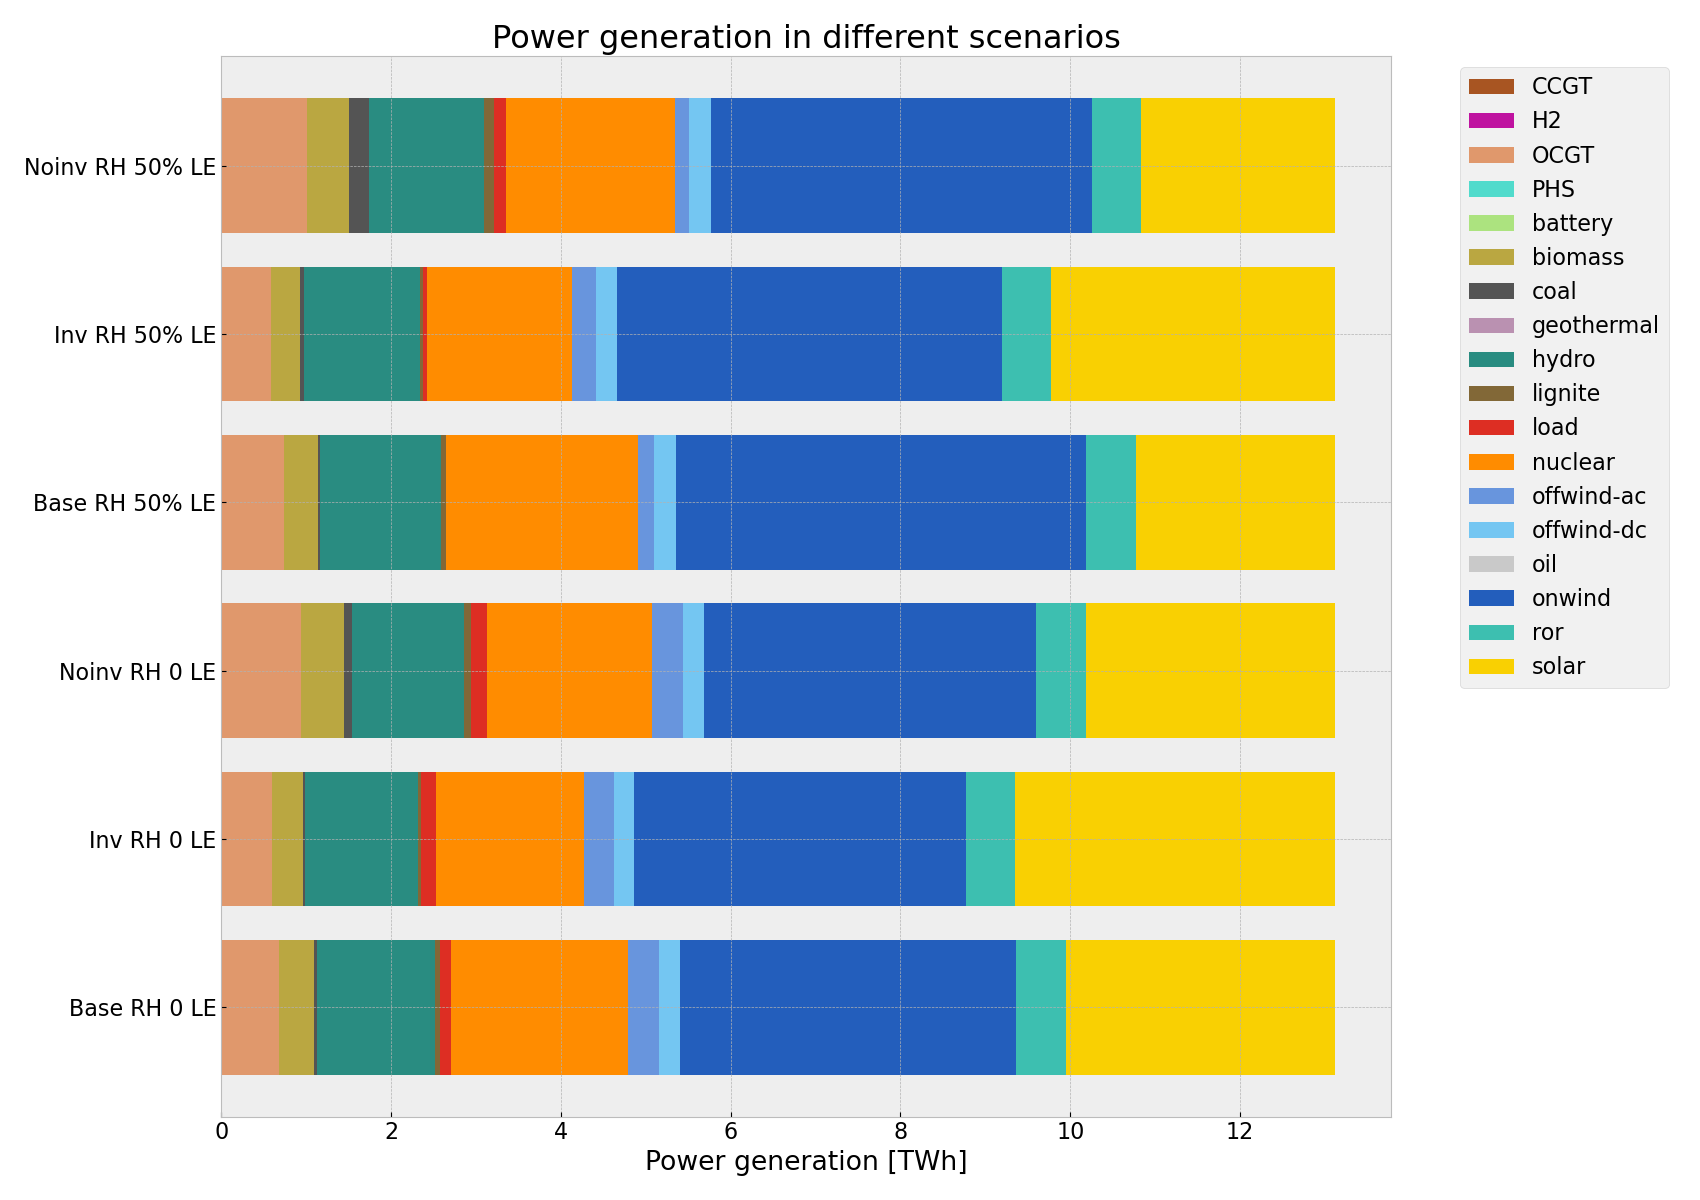 Power generation in different scenarios
Noinv RH 50% LE
Inv RH 50% LE
Base RH 50% LE
Noinv RH 0 LE
Inv RH 0 LE
Base RH 0 LE
0 2 4 6 8 10 12
Power generation [TWh]
CCGT
H2
OCGT
PHS
battery
biomass
coal
geothermal
hydro
lignite
load
nuclear
offwind-ac
offwind-dc
oil
onwind
ror
solar